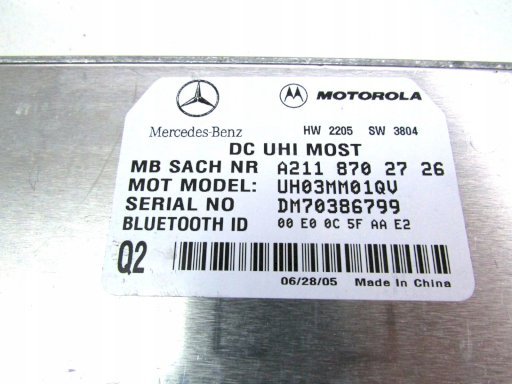 MOTOROLA
Mercedes-Benz HW 2205 SW 3804
DC UHI MOST
MB SACH NR A211 870 27 26
MOT MODEL: UH03MM01QV
SERIAL NO DM70386799
BLUETOOTH ID 00 E0 0C 5F AA E2
Q2
06/28/05 Made In China